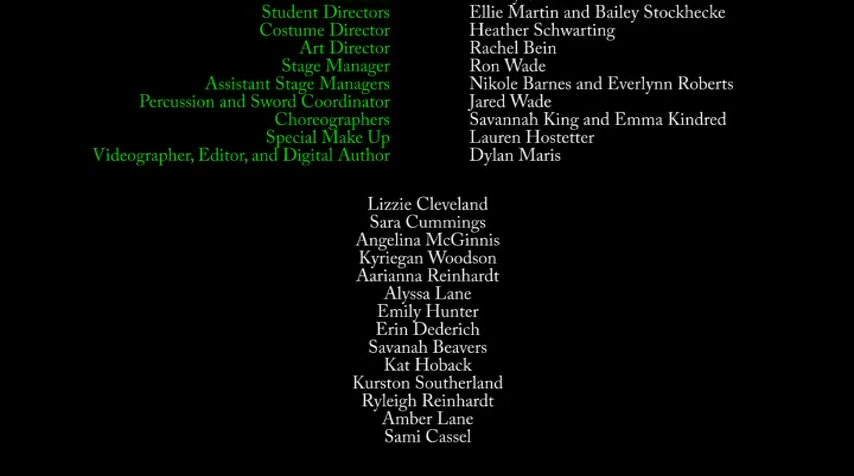 Student Directors Ellie Martin and Bailey Stockhecke
Costume Director Heather Schwarting
Art Director Rachel Bein
Stage Manager Ron Wade
Assistant Stage Managers Nikole Barnes and Everlynn Roberts
Percussion and Sword Coordinator Jared Wade
Choreographers Savannah King and Emma Kindred
Special Make Up Lauren Hostetter
Videographer, Editor, and Digital Author Dylan Maris
Lizzie Cleveland
Sara Cummings
Angelina McGinnis
Kyriegan Woodson
Aarianna Reinhardt
Alyssa Lane
Emily Hunter
Erin Dederich
Savanah Beavers
Kat Hoback
Kurston Southerland
Ryleigh Reinhardt
Amber Lane
Sami Cassel